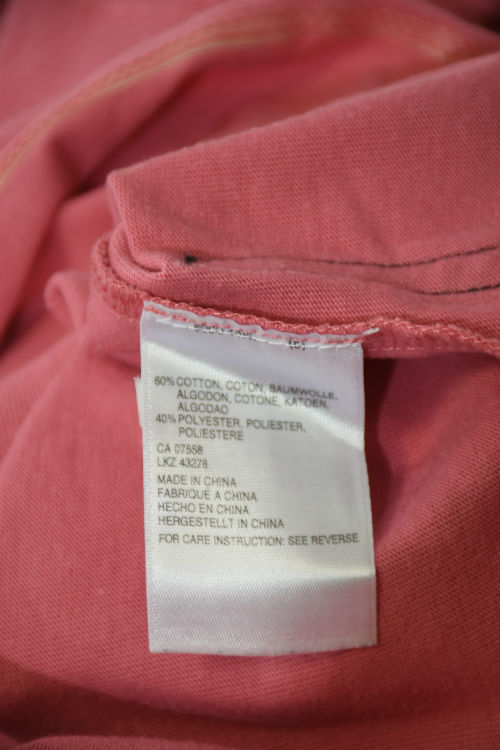 60% COTTON, COTON, BAUMWOLLE,
ALGODON, COTONE, KATOEN,
ALGODAO
40% POLYESTER, POLIESTER,
POLIESTERE
CA 07558
LKZ 43278
MADE IN CHINA
FABRIQUE A CHINA
HECHO EN CHINA
HERGESTELLT IN CHINA
FOR CARE INSTRUCTION: SEE REVERSE